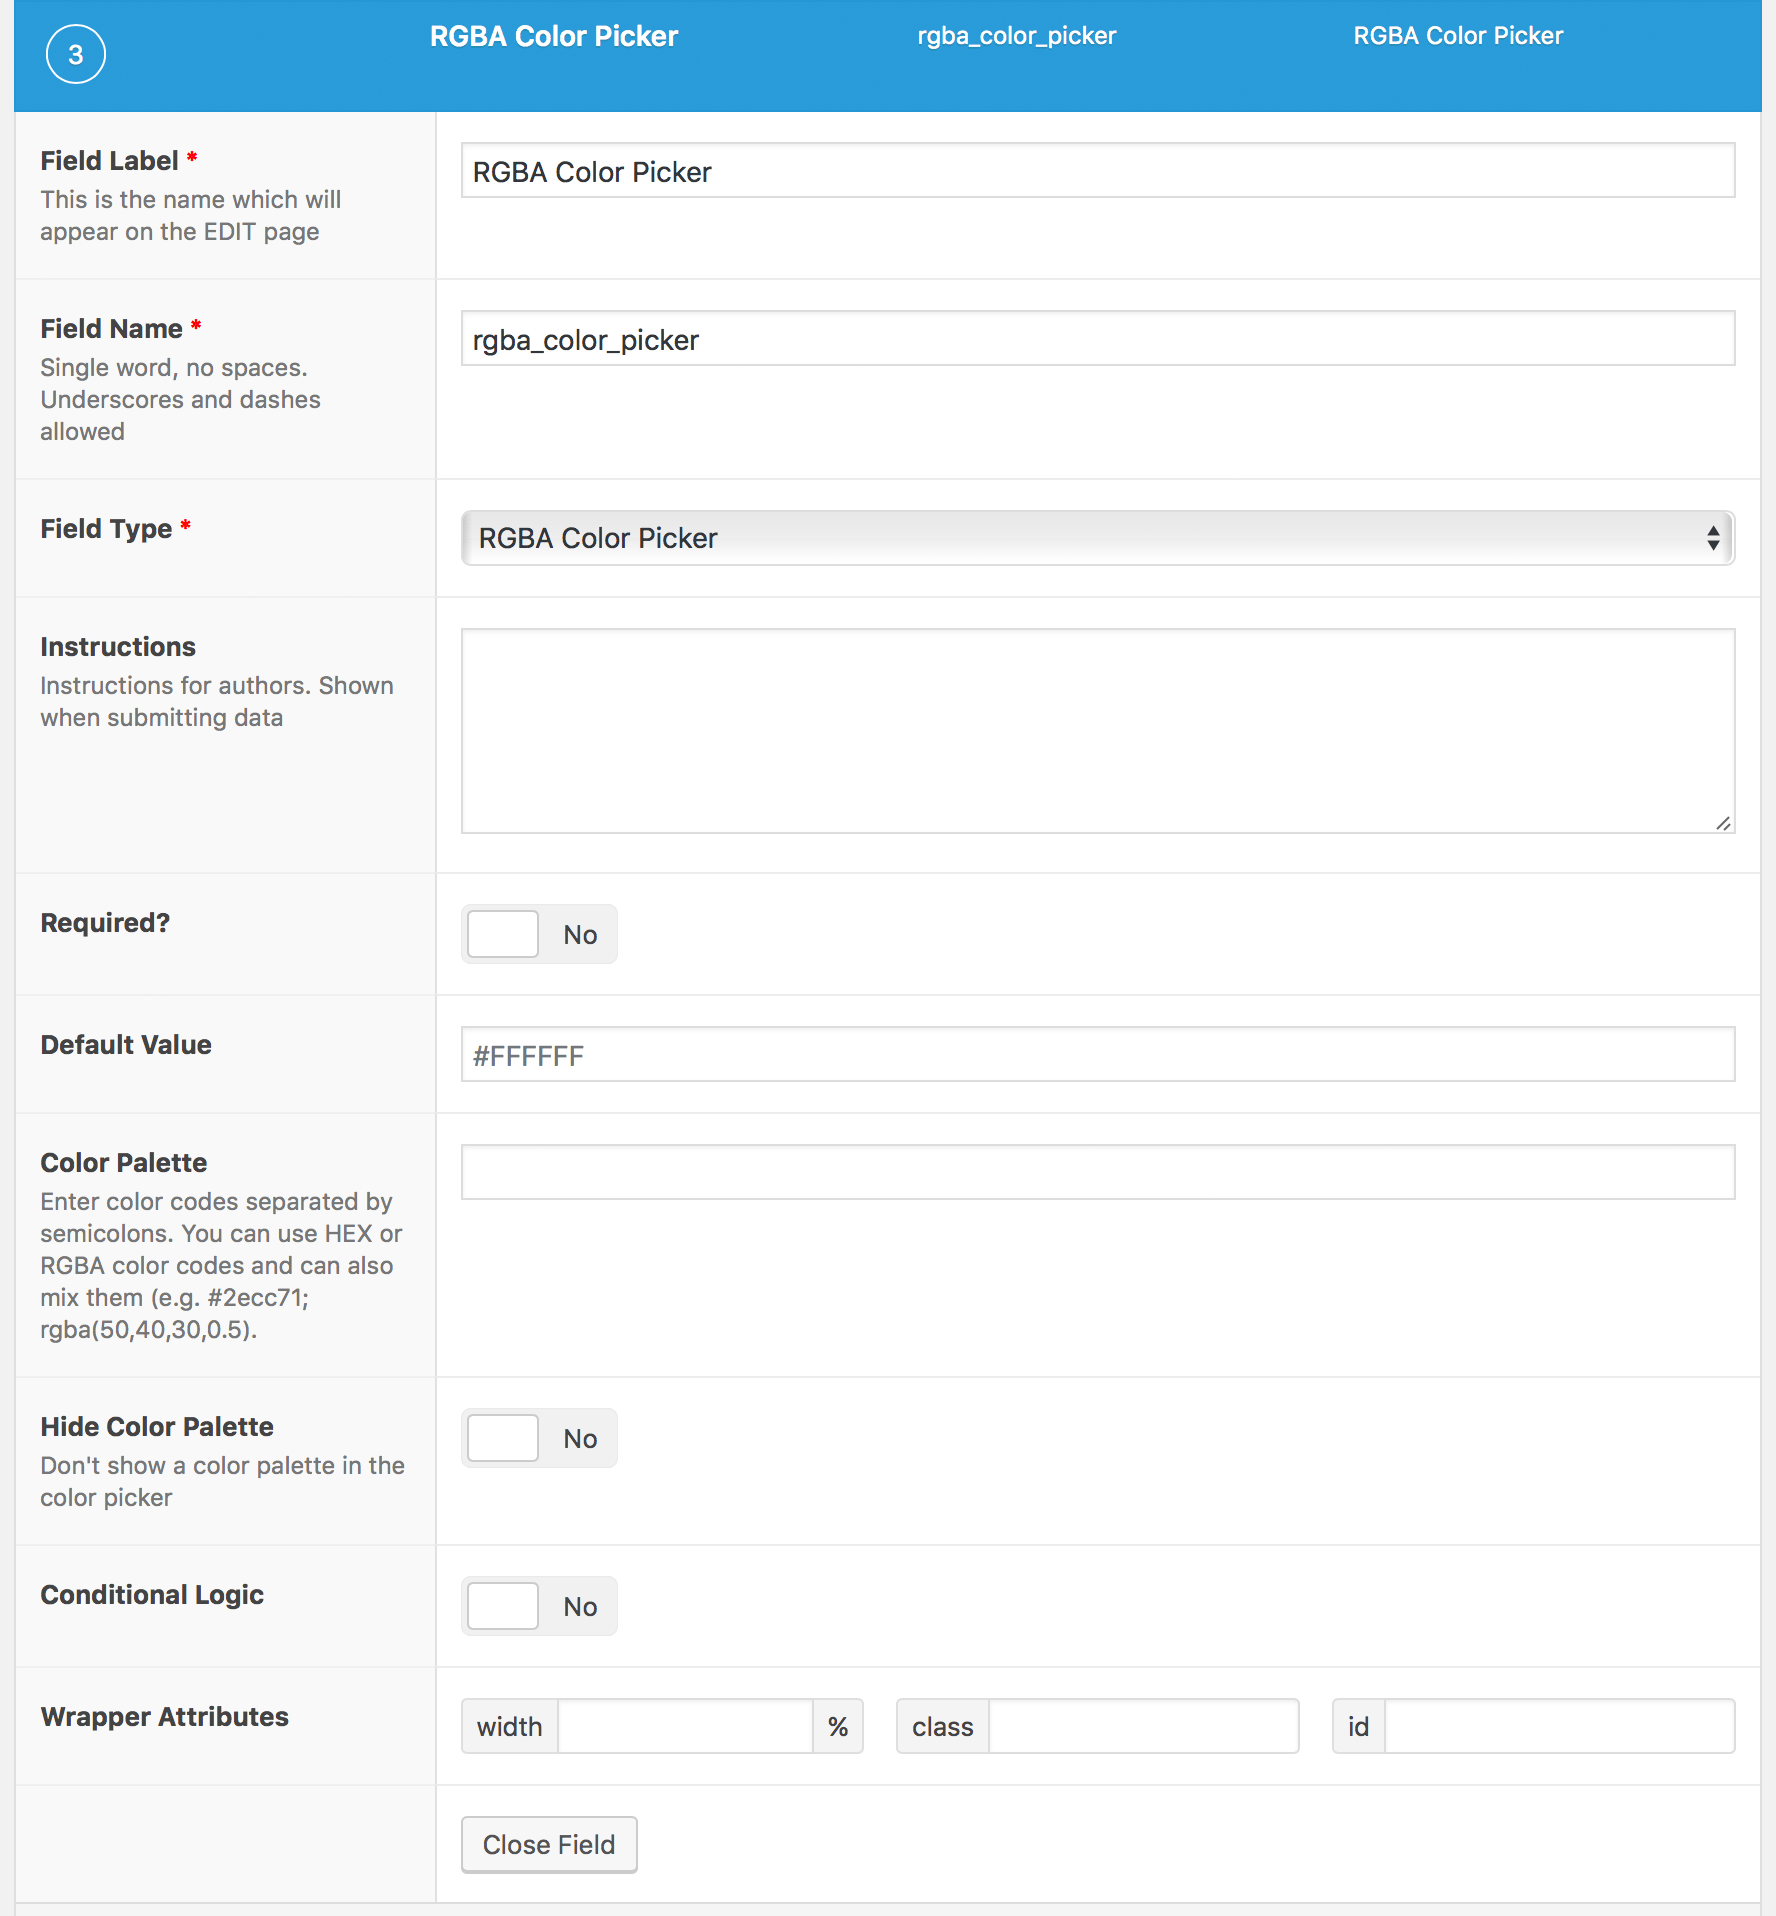 3 RGBA Color Picker rgba_color_picker RGBA Color Picker
Field Label * RGBA Color Picker
This is the name which will
appear on the EDIT page
Field Name * rgba_color_picker
Single word, no spaces.
Underscores and dashes
allowed
Field Type * RGBA Color Picker
Instructions
Instructions for authors. Shown
when submitting data
Required? No
Default Value #FFFFFF
Color Palette
Enter color codes separated by
semicolons. You can use HEX or
RGBA color codes and can also
mix them (e.g. #2ecc71;
rgba(50,40,30,0.5).
Hide Color Palette No
Don't show a color palette in the
color picker
Conditional Logic No
Wrapper Attributes width % class id
Close Field